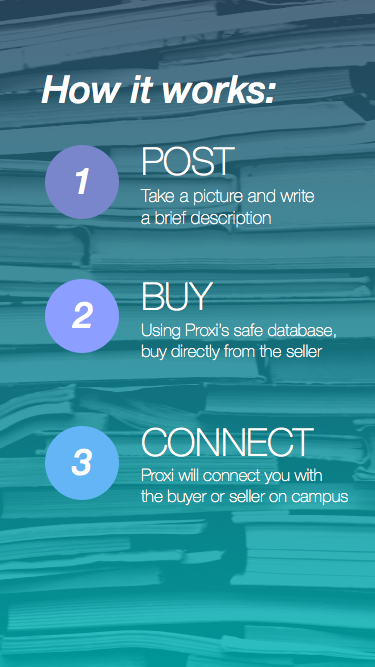 How it works:
1
POST
Take a picture and write
a brief description
2
BUY
Using Proxi's safe database,
buy directly from the seller
3
CONNECT
Proxi will connect you with
the buyer or seller on campus